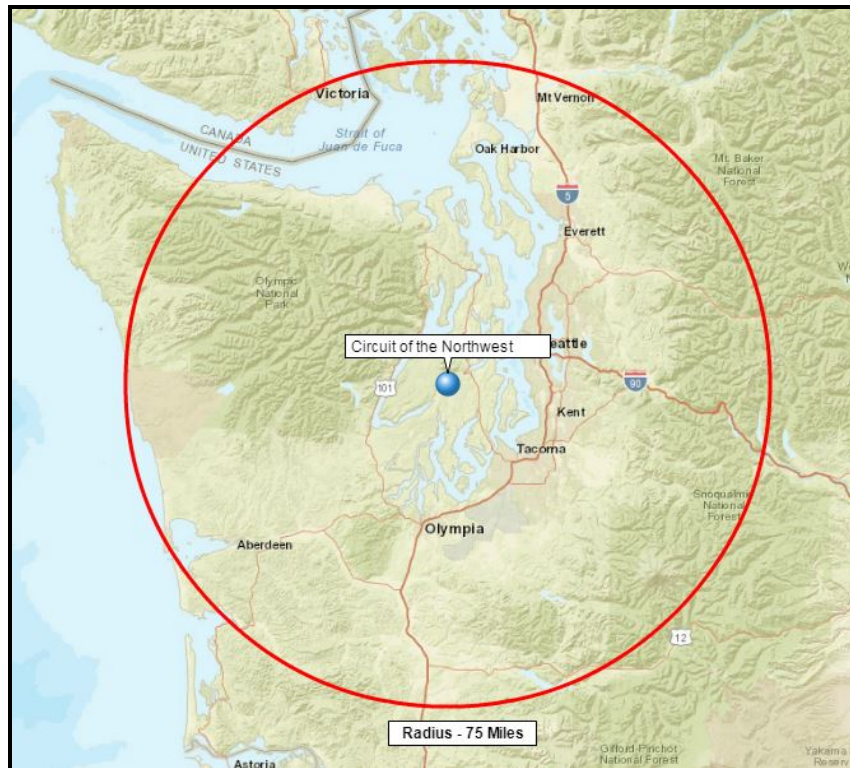 Victoria
Mt Vernon
CANADA
UNITED STATES
Strait of
Juan de Fuca
Oak Harbor
Mt. Baker
National
Forest
5
Everett
Olympic
National
Park
Circuit of the Northwest
eattle
101
90
Kent
Tacoma
Snoqualm
National
Forest
Olympia
Aberdeen
12
Radius - 75 Miles
Gifford Pinchot
National Forest
Yakama
Reserv
Astoria